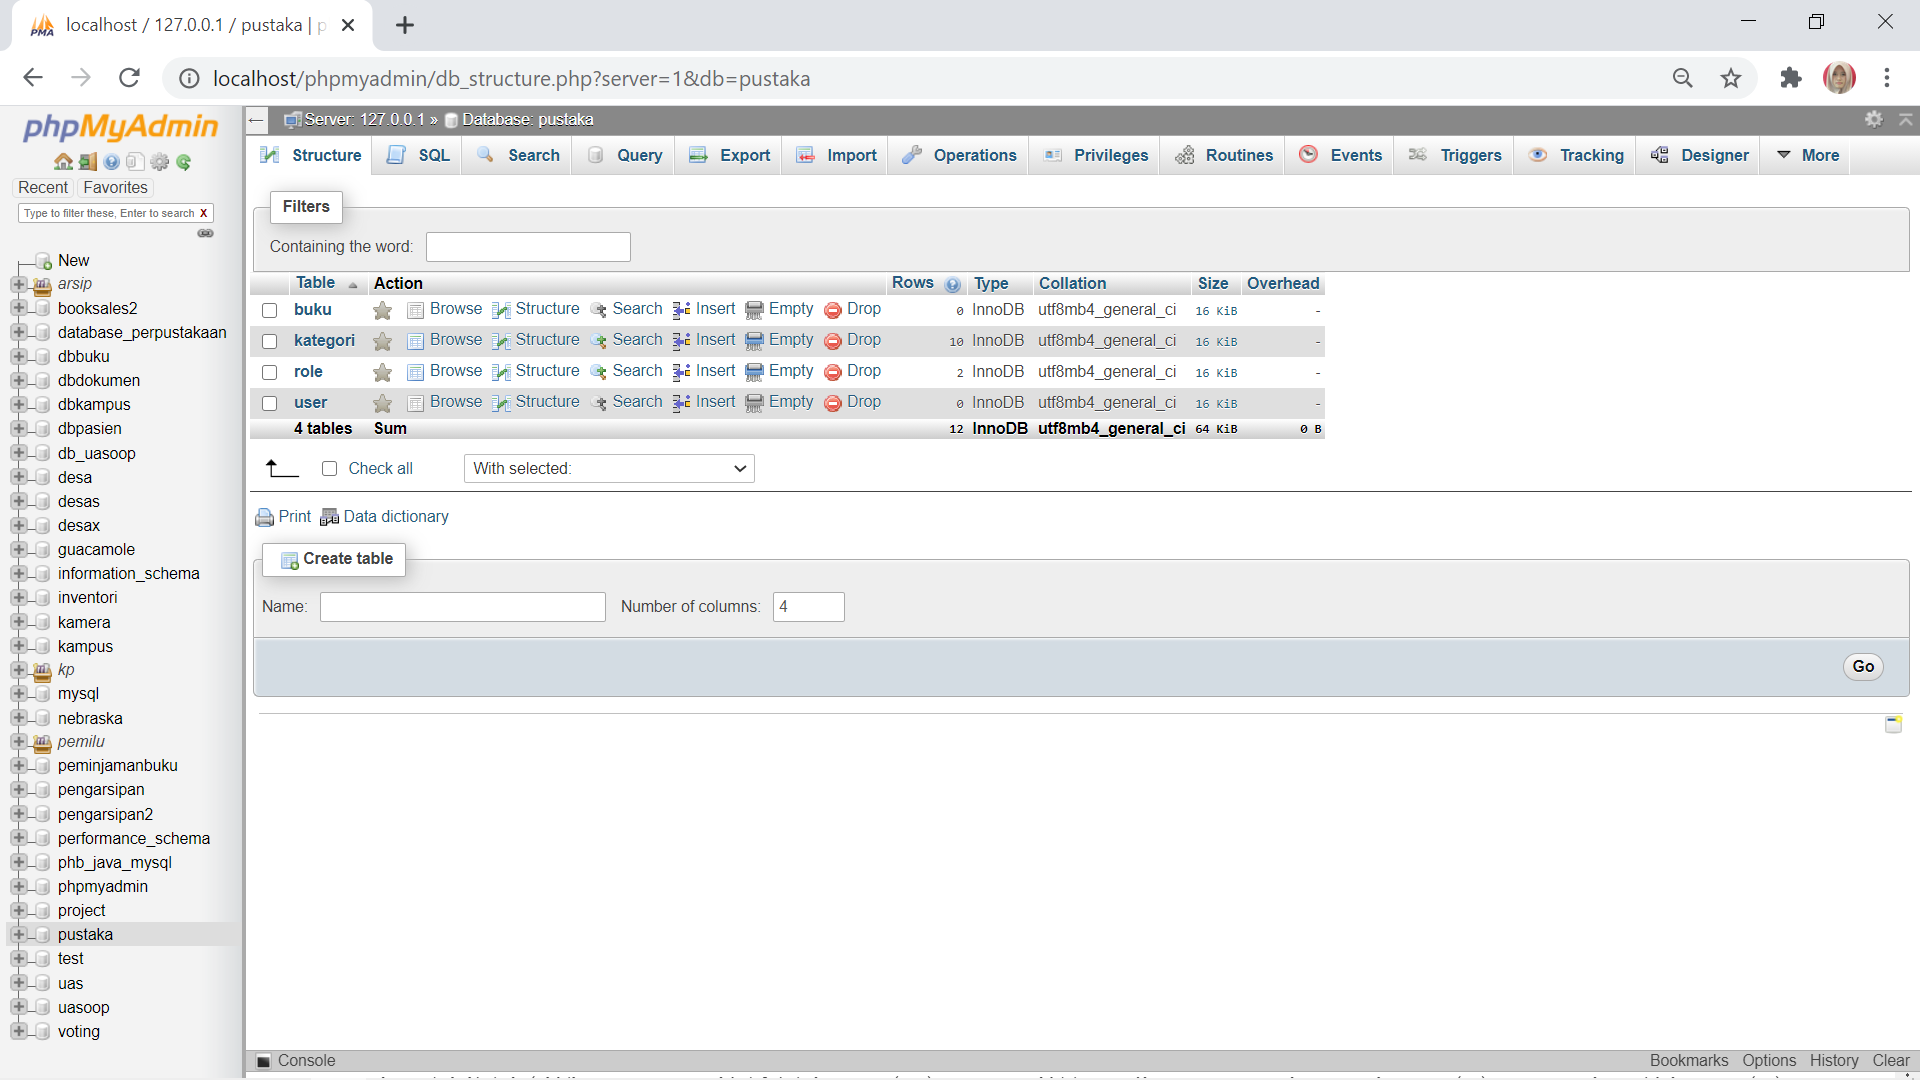 localhost / 127.0.0.1 / pustaka | p
localhost/phpmyadmin/db_structure.php?server=1&db=pustaka
phpMyAdmin
Recent Favorites
Type to filter these, Enter to search X
New
arsip
booksales2
database_perpustakaan
dbbuku
dbdokumen
dbkampus
dbpasien
db_uasoop
desa
desas
desax
guacamole
information_schema
inventori
kamera
kampus
kp
mysql
nebraska
pemilu
peminjamanbuku
pengarsipan
pengarsipan2
performance_schema
phb_java_mysql
phpmyadmin
project
pustaka
test
uas
uasoop
voting
Server: 127.0.0.1 » Database: pustaka
Structure SQL Search Query Export Import Operations Privileges Routines Events Triggers Tracking Designer More
Filters
Containing the word:
Table Action Rows Type Collation Size Overhead
buku Browse Structure Search Insert Empty Drop 0 InnoDB utf8mb4_general_ci 16 KiB -
kategori Browse Structure Search Insert Empty Drop 10 InnoDB utf8mb4_general_ci 16 KiB -
role Browse Structure Search Insert Empty Drop 2 InnoDB utf8mb4_general_ci 16 KiB -
user Browse Structure Search Insert Empty Drop 0 InnoDB utf8mb4_general_ci 16 KiB -
4 tables Sum 12 InnoDB utf8mb4_general_ci 64 KiB 0 B
Check all With selected:
Print Data dictionary
Create table
Name: Number of columns: 4
Go
Console Bookmarks Options History Clear